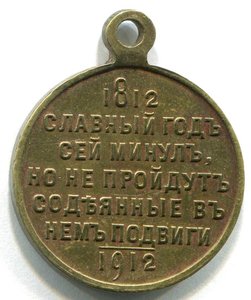 1812
СЛАВНЫЙ ГОДЪ
СЕЙ МИНУЛЪ,
НО НЕ ПРОЙДУТЪ
СОДѢЯННЫЕ ВЪ
НЕМЪ ПОДВИГИ
1912